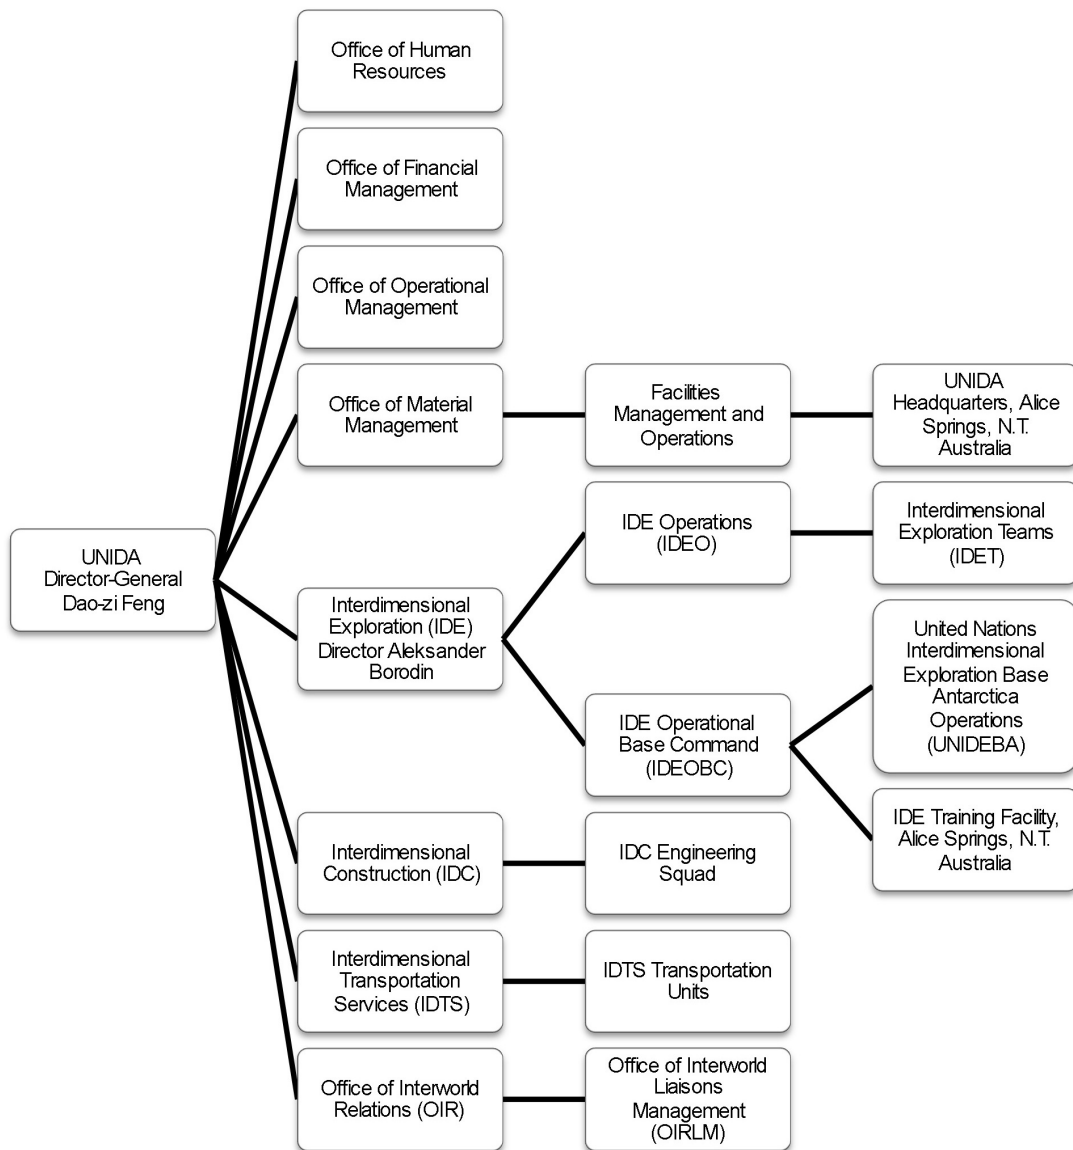 Office of Human
Resources
Office of Financial
Management
Office of Operational
Management
Office of Material
Management
Facilities
Management and
Operations
UNIDA
Headquarters, Alice
Springs, N.T.
Australia
UNIDA
Director-General
Dao-zi Feng
Interdimensional
Exploration (IDE)
Director Aleksander
Borodin
IDE Operations
(IDEO)
Interdimensional
Exploration Teams
(IDET)
IDE Operational
Base Command
(IDEOBC)
United Nations
Interdimensional
Exploration Base
Antarctica
Operations
(UNIDEBA)
IDE Training Facility,
Alice Springs, N.T.
Australia
Interdimensional
Construction (IDC)
IDC Engineering
Squad
Interdimensional
Transportation
Services (IDTS)
IDTS Transportation
Units
Office of Interworld
Relations (OIR)
Office of Interworld
Liaisons
Management
(OIRLM)